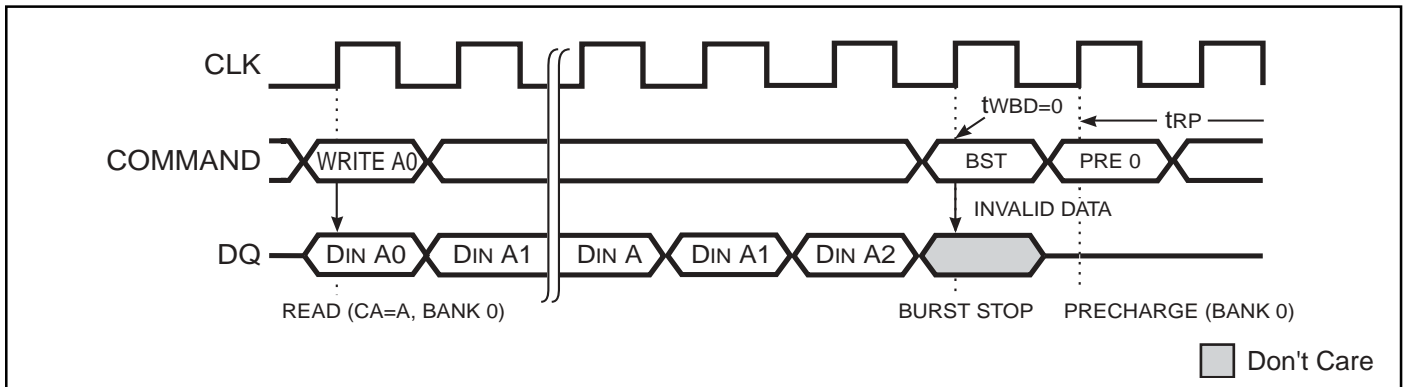 CLK
tWBD=0
tRP
COMMAND
WRITE A0
BST
PRE 0
INVALID DATA
DQ
DIN A0
DIN A1
DIN A
DIN A1
DIN A2
READ (CA=A, BANK 0)
BURST STOP
PRECHARGE (BANK 0)
Don't Care